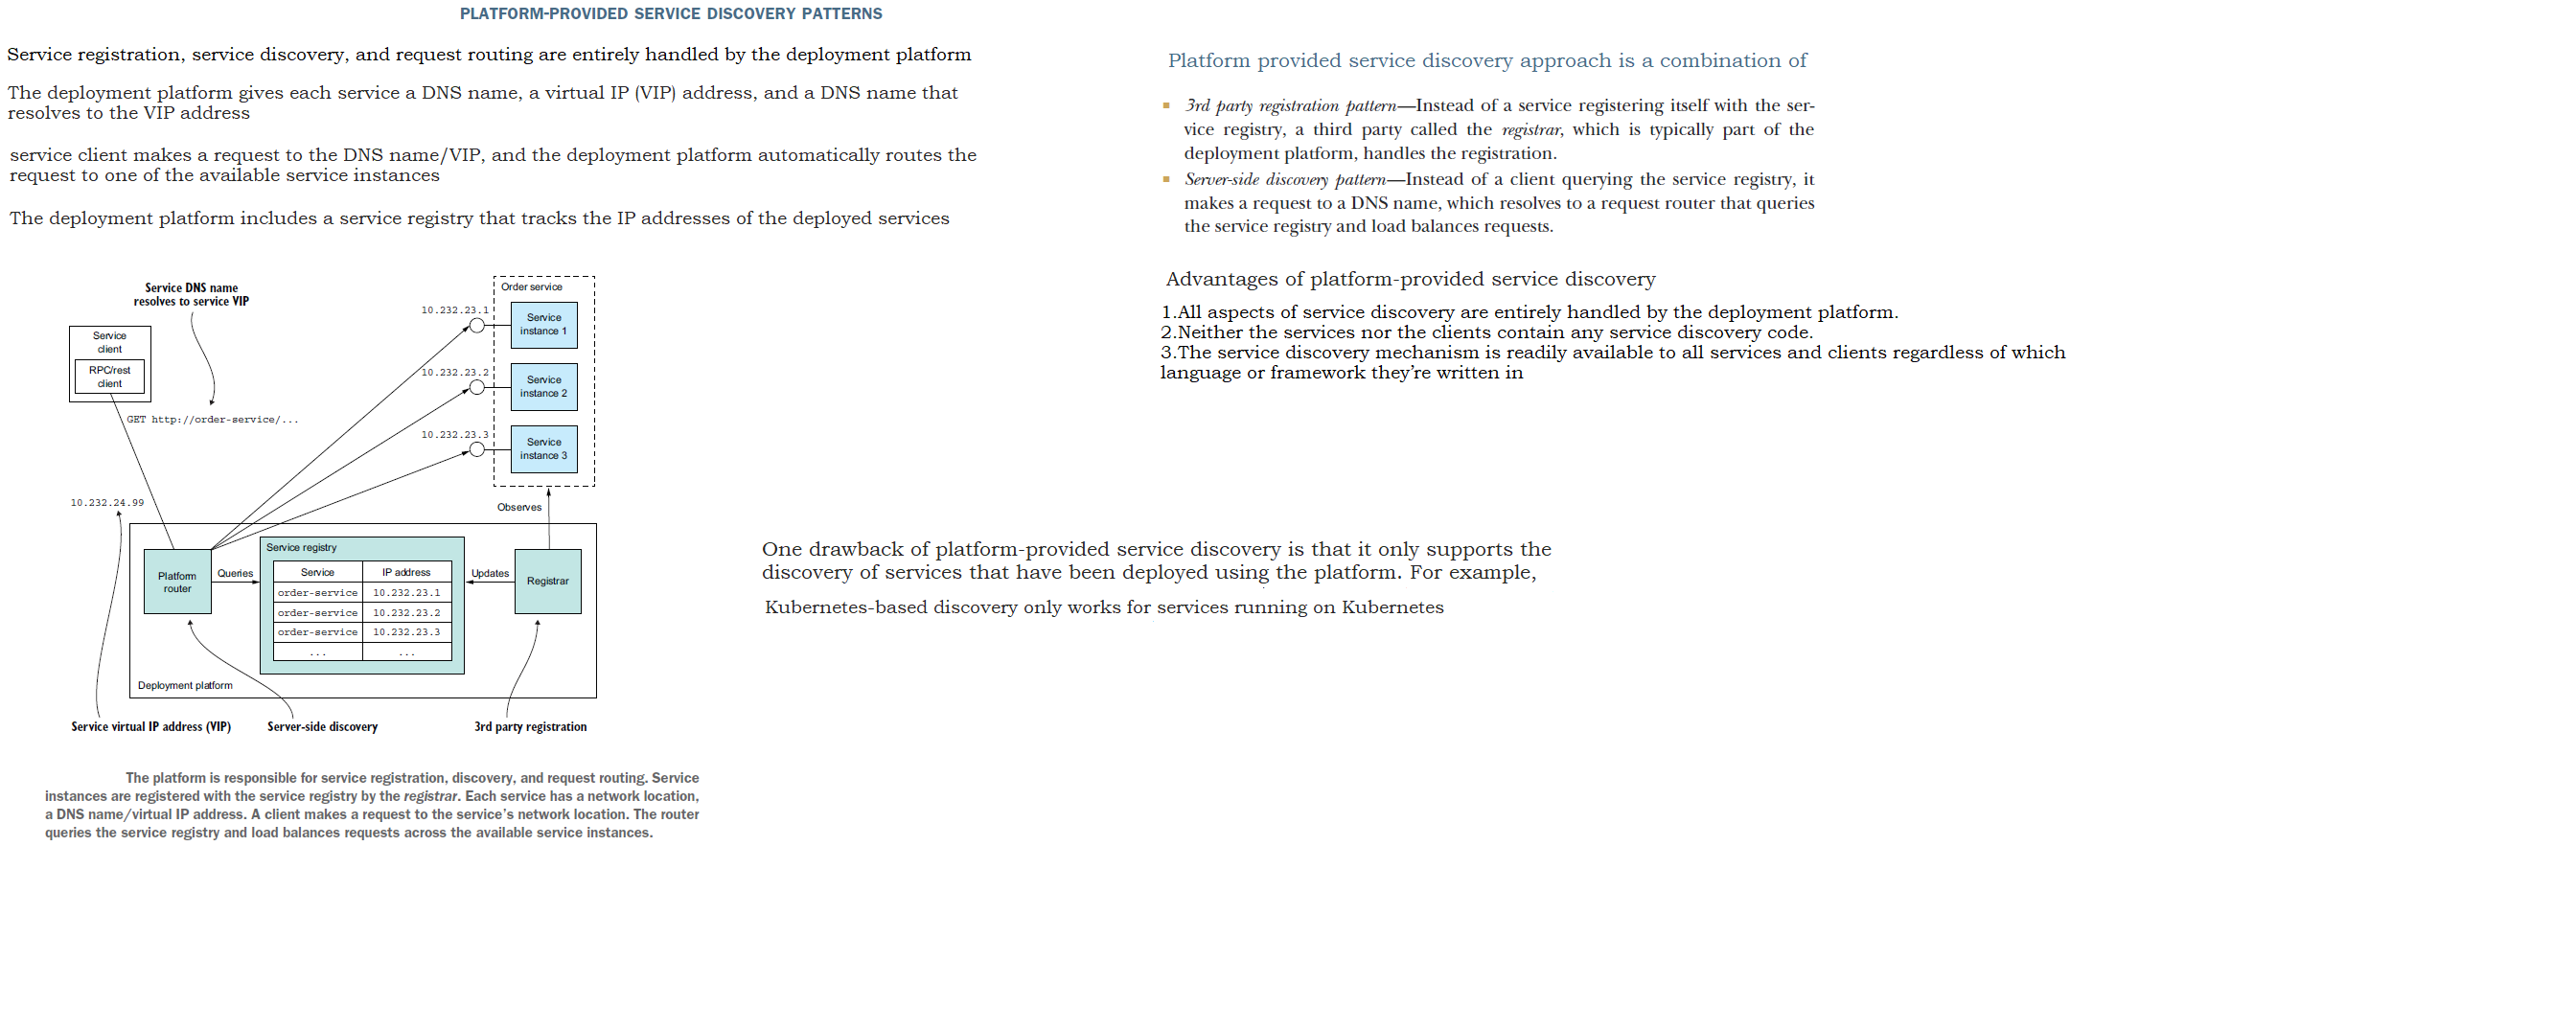 PLATFORM-PROVIDED SERVICE DISCOVERY PATTERNS
Service registration, service discovery, and request routing are entirely handled by the deployment platform
The deployment platform gives each service a DNS name, a virtual IP (VIP) address, and a DNS name that
resolves to the VIP address
service client makes a request to the DNS name/VIP, and the deployment platform automatically routes the
request to one of the available service instances
The deployment platform includes a service registry that tracks the IP addresses of the deployed services
Service DNS name
resolves to service VIP
Service
client
RPC/rest
client
GET http://order-service/...
10.232.24.99
Order service
10.232.23.1
Service
instance 1
10.232.23.2
Service
instance 2
10.232.23.3
Service
instance 3
Observes
Platform
router
Queries
Service registry
Service IP address
order-service 10.232.23.1
order-service 10.232.23.2
order-service 10.232.23.3
... ...
Updates
Registrar
Deployment platform
Service virtual IP address (VIP)
Server-side discovery
3rd party registration
The platform is responsible for service registration, discovery, and request routing. Service
instances are registered with the service registry by the registrar. Each service has a network location,
a DNS name/virtual IP address. A client makes a request to the service's network location. The router
queries the service registry and load balances requests across the available service instances.
Platform provided service discovery approach is a combination of
■ 3rd party registration pattern—Instead of a service registering itself with the ser-
vice registry, a third party called the registrar, which is typically part of the
deployment platform, handles the registration.
■ Server-side discovery pattern—Instead of a client querying the service registry, it
makes a request to a DNS name, which resolves to a request router that queries
the service registry and load balances requests.
Advantages of platform-provided service discovery
1.All aspects of service discovery are entirely handled by the deployment platform.
2.Neither the services nor the clients contain any service discovery code.
3.The service discovery mechanism is readily available to all services and clients regardless of which
language or framework they're written in
One drawback of platform-provided service discovery is that it only supports the
discovery of services that have been deployed using the platform. For example,
Kubernetes-based discovery only works for services running on Kubernetes